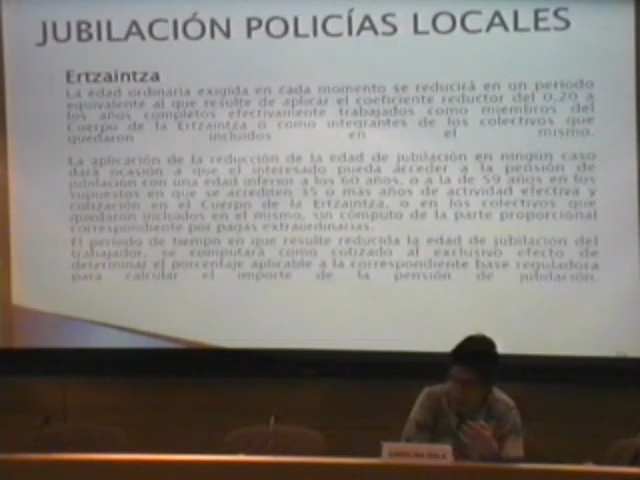 JUBILACIÓN POLICÍAS LOCALES
Ertzaintza
La edad ordinaria exigida en cada momento se reducirá en un periodo
equivalente al que resulte de aplicar el coeficiente reductor del 0,20 a
los años completos efectivamente trabajados como miembros del
Cuerpo de la Ertzaintza o como integrantes de los colectivos que
quedaron incluidos en el mismo.
La aplicación de la reducción de la edad de jubilación en ningún caso
dará ocasión a que el interesado pueda acceder a la pensión de
jubilación con una edad inferior a los 60 años, o a la de 59 años en los
supuestos en que se acrediten 35 o más años de actividad efectiva y
cotización en el Cuerpo de la Ertzaintza, o en los colectivos que
quedaron incluidos en el mismo, sin cómputo de la parte proporcional
correspondiente por pagas extraordinarias.
El periodo de tiempo en que resulte reducida la edad de jubilación del
trabajador, se computará como cotizado al exclusivo efecto de
determinar el porcentaje aplicable a la correspondiente base reguladora
para calcular el importe de la pensión de jubilación.